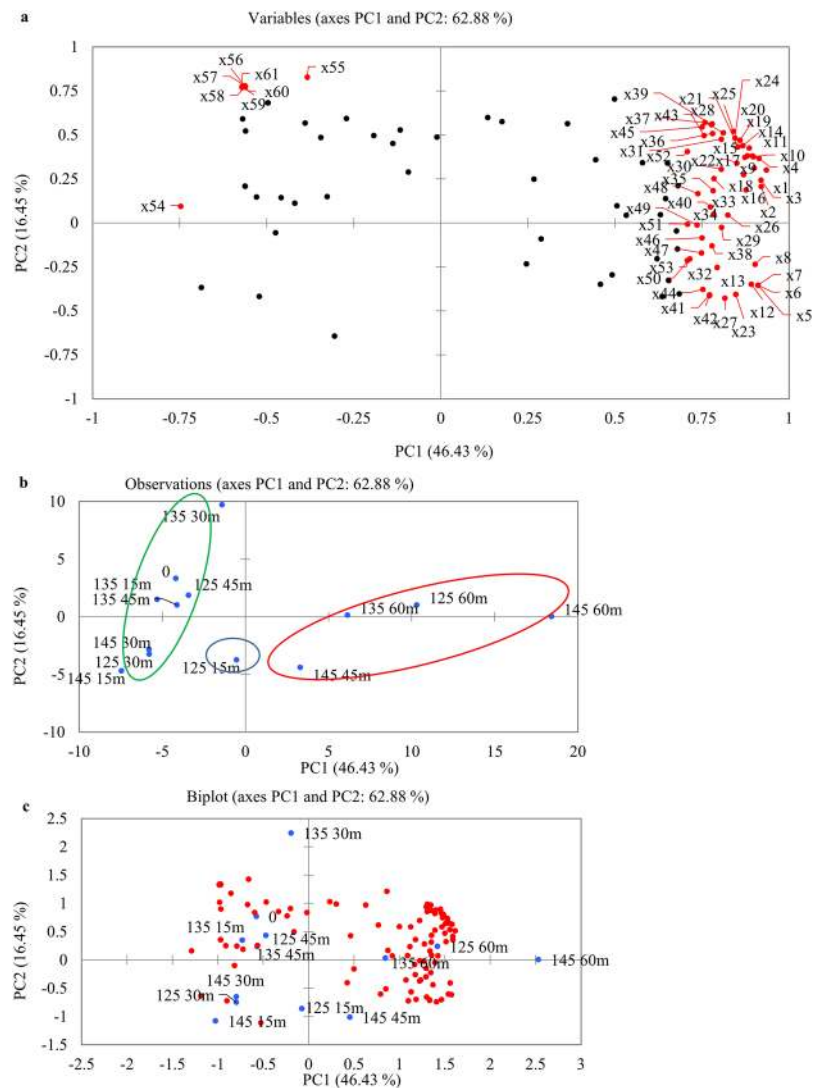 a
Variables (axes PC1 and PC2: 62.88 %)
1
0.75
0.5
0.25
0
-0.25
-0.5
-0.75
-1
PC2 (16.45 %)
x56
x57
x61
x55
x58
x60
x59
x54
x24
x25
x21
x39
x28
x20
x43
x37
x19
x45
x14
x36
x15
x11
x31
x52
x17
x10
x30
x22
x9
x4
x35
x48
x18
x1
x40
x33
x16
x3
x49
x34
x2
x51
x26
x46
x29
x47
x38
x8
x7
x53
x32
x13
x6
x50
x44
x12
x5
x41
x42
x27
x23
-1
-0.75
-0.5
-0.25
0
0.25
0.5
0.75
1
PC1 (46.43 %)
b
Observations (axes PC1 and PC2: 62.88 %)
10
5
0
-5
-10
PC2 (16.45 %)
135 30m
0
135 15m
125 45m
135 45m
135 60m
125 60m
145 60m
145 30m
125 30m
125 15m
145 45m
145 15m
-10
-5
0
5
10
15
20
PC1 (46.43 %)
c
Biplot (axes PC1 and PC2: 62.88 %)
2.5
2
1.5
1
0.5
0
-0.5
-1
-1.5
PC2 (16.45 %)
135 30m
0
135 15m
125 45m
135 45m
125 60m
135 60m
145 60m
145 30m
125 30m
125 15m
145 45m
145 15m
-2.5
-2
-1.5
-1
-0.5
0
0.5
1
1.5
2
2.5
3
PC1 (46.43 %)